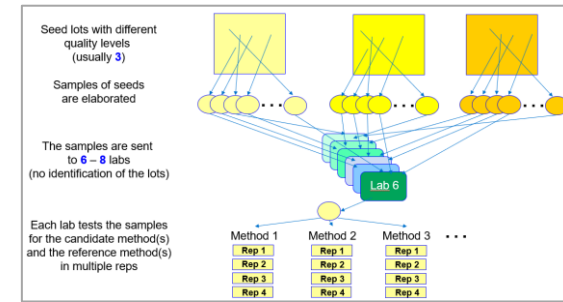 Seed lots with different
quality levels
(usually 3)
Samples of seeds
are elaborated
The samples are sent
to 6 – 8 labs
(no identification of the lots)
Lab 6
Each lab tests the samples
for the candidate method(s)
and the reference method(s)
in multiple reps
Method 1 Method 2 Method 3
Rep 1 Rep 1 Rep 1
Rep 2 Rep 2 Rep 2
Rep 3 Rep 3 Rep 3
Rep 4 Rep 4 Rep 4